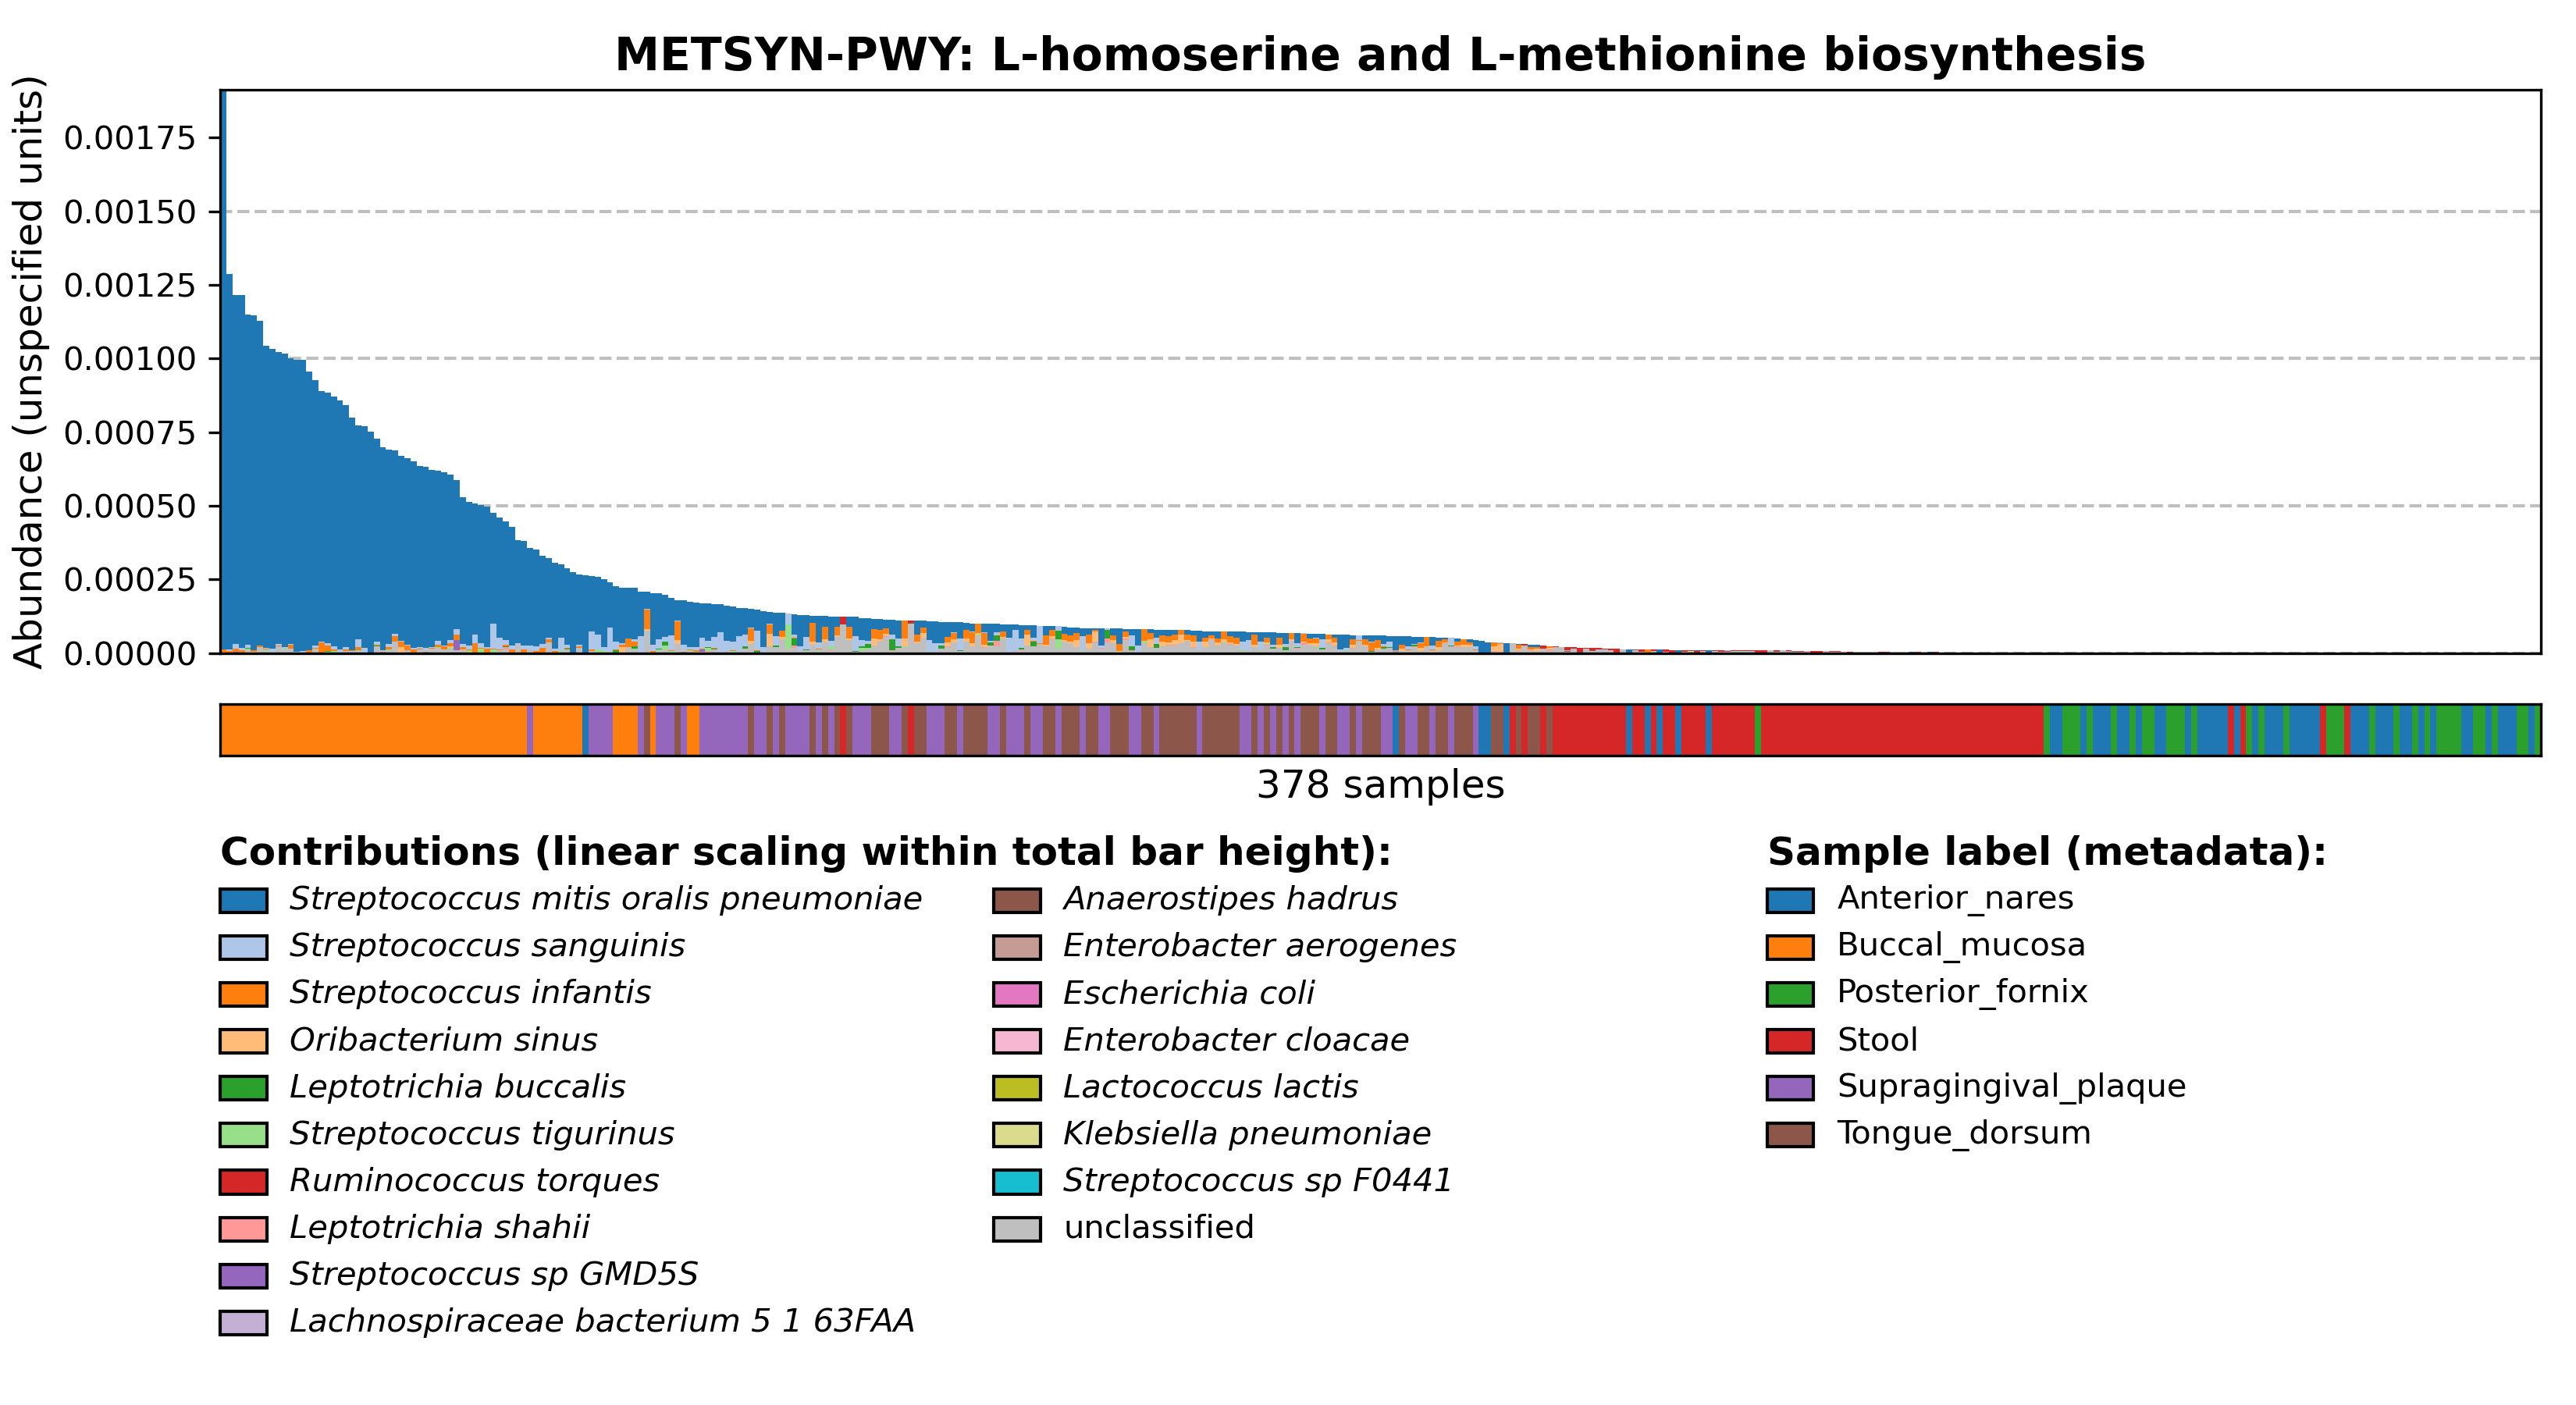 METSYN-PWY: L-homoserine and L-methionine biosynthesis
Abundance (unspecified units)
0.00175
0.00150
0.00125
0.00100
0.00075
0.00050
0.00025
0.00000
378 samples
Contributions (linear scaling within total bar height):
Streptococcus mitis oralis pneumoniae
Streptococcus sanguinis
Streptococcus infantis
Oribacterium sinus
Leptotrichia buccalis
Streptococcus tigurinus
Ruminococcus torques
Leptotrichia shahii
Streptococcus sp GMD5S
Lachnospiraceae bacterium 5 1 63FAA
Anaerostipes hadrus
Enterobacter aerogenes
Escherichia coli
Enterobacter cloacae
Lactococcus lactis
Klebsiella pneumoniae
Streptococcus sp F0441
unclassified
Sample label (metadata):
Anterior_nares
Buccal_mucosa
Posterior_fornix
Stool
Supragingival_plaque
Tongue_dorsum